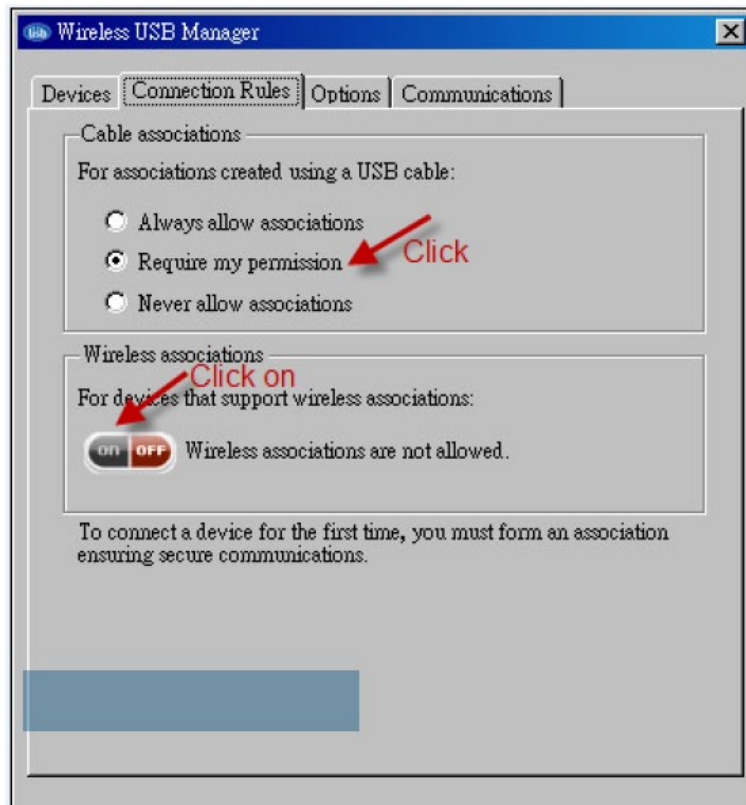 Wireless USB Manager
Devices Connection Rules Options Communications
Cable associations
For associations created using a USB cable:
Always allow associations
Require my permission Click
Never allow associations
Wireless associations
Click on
For devices that support wireless associations:
on OFF Wireless associations are not allowed.
To connect a device for the first time, you must form an association
ensuring secure communications.